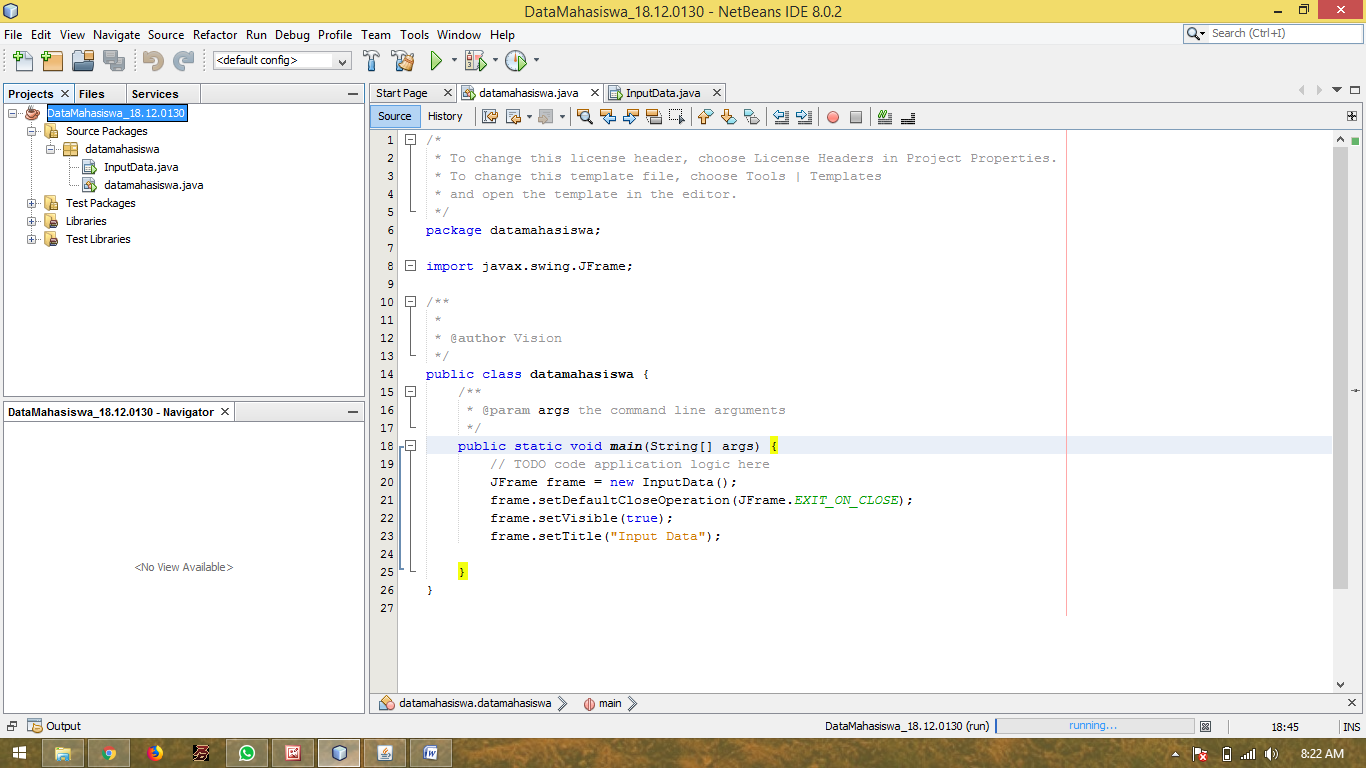 DataMahasiswa_18.12.0130 - NetBeans IDE 8.0.2
File Edit View Navigate Source Refactor Run Debug Profile Team Tools Window Help
Search (Ctrl+I)
<default config>
Projects Files Services
DataMahasiswa_18.12.0130
Source Packages
datamahasiswa
InputData.java
datamahasiswa.java
Test Packages
Libraries
Test Libraries
DataMahasiswa_18.12.0130 - Navigator
<No View Available>
Start Page datamahasiswa.java InputData.java
Source History
1 /*
2 * To change this license header, choose License Headers in Project Properties.
3 * To change this template file, choose Tools | Templates
4 * and open the template in the editor.
5 */
6 package datamahasiswa;
7
8 import javax.swing.JFrame;
9
10 /**
11 *
12 * @author Vision
13 */
14 public class datamahasiswa {
15 /**
16 * @param args the command line arguments
17 */
18 public static void main(String[] args) {
19 // TODO code application logic here
20 JFrame frame = new InputData();
21 frame.setDefaultCloseOperation(JFrame.EXIT_ON_CLOSE);
22 frame.setVisible(true);
23 frame.setTitle("Input Data");
24
25 }
26 }
27
datamahasiswa.datamahasiswa main
Output
DataMahasiswa_18.12.0130 (run) running... 18:45 INS
8:22 AM